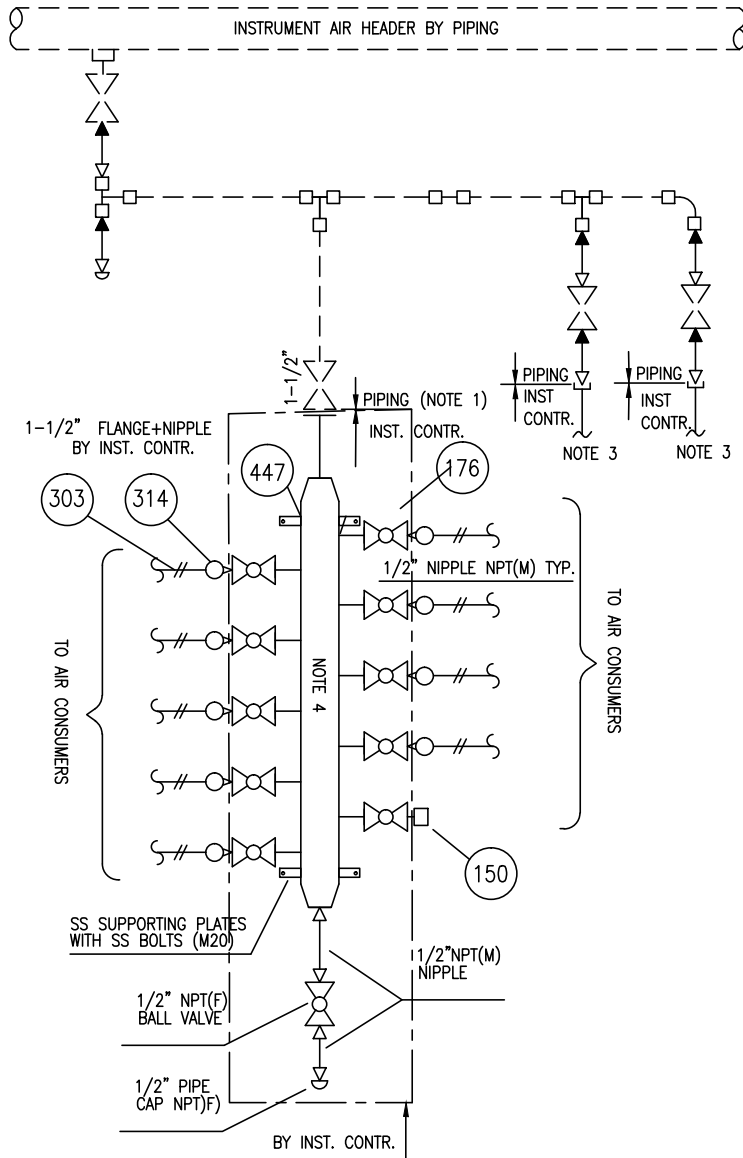 INSTRUMENT AIR HEADER BY PIPING
1-1/2"
PIPING (NOTE 1)
INST. CONTR.
PIPING
INST
CONTR.
NOTE 3
PIPING
INST
CONTR.
NOTE 3
1-1/2" FLANGE+NIPPLE
BY INST. CONTR.
303
314
447
176
1/2" NIPPLE NPT(M) TYP.
TO AIR CONSUMERS
NOTE 4
TO AIR CONSUMERS
150
SS SUPPORTING PLATES
WITH SS BOLTS (M20)
1/2"NPT(M)
NIPPLE
1/2" NPT(F)
BALL VALVE
1/2" PIPE
CAP NPT)F)
BY INST. CONTR.